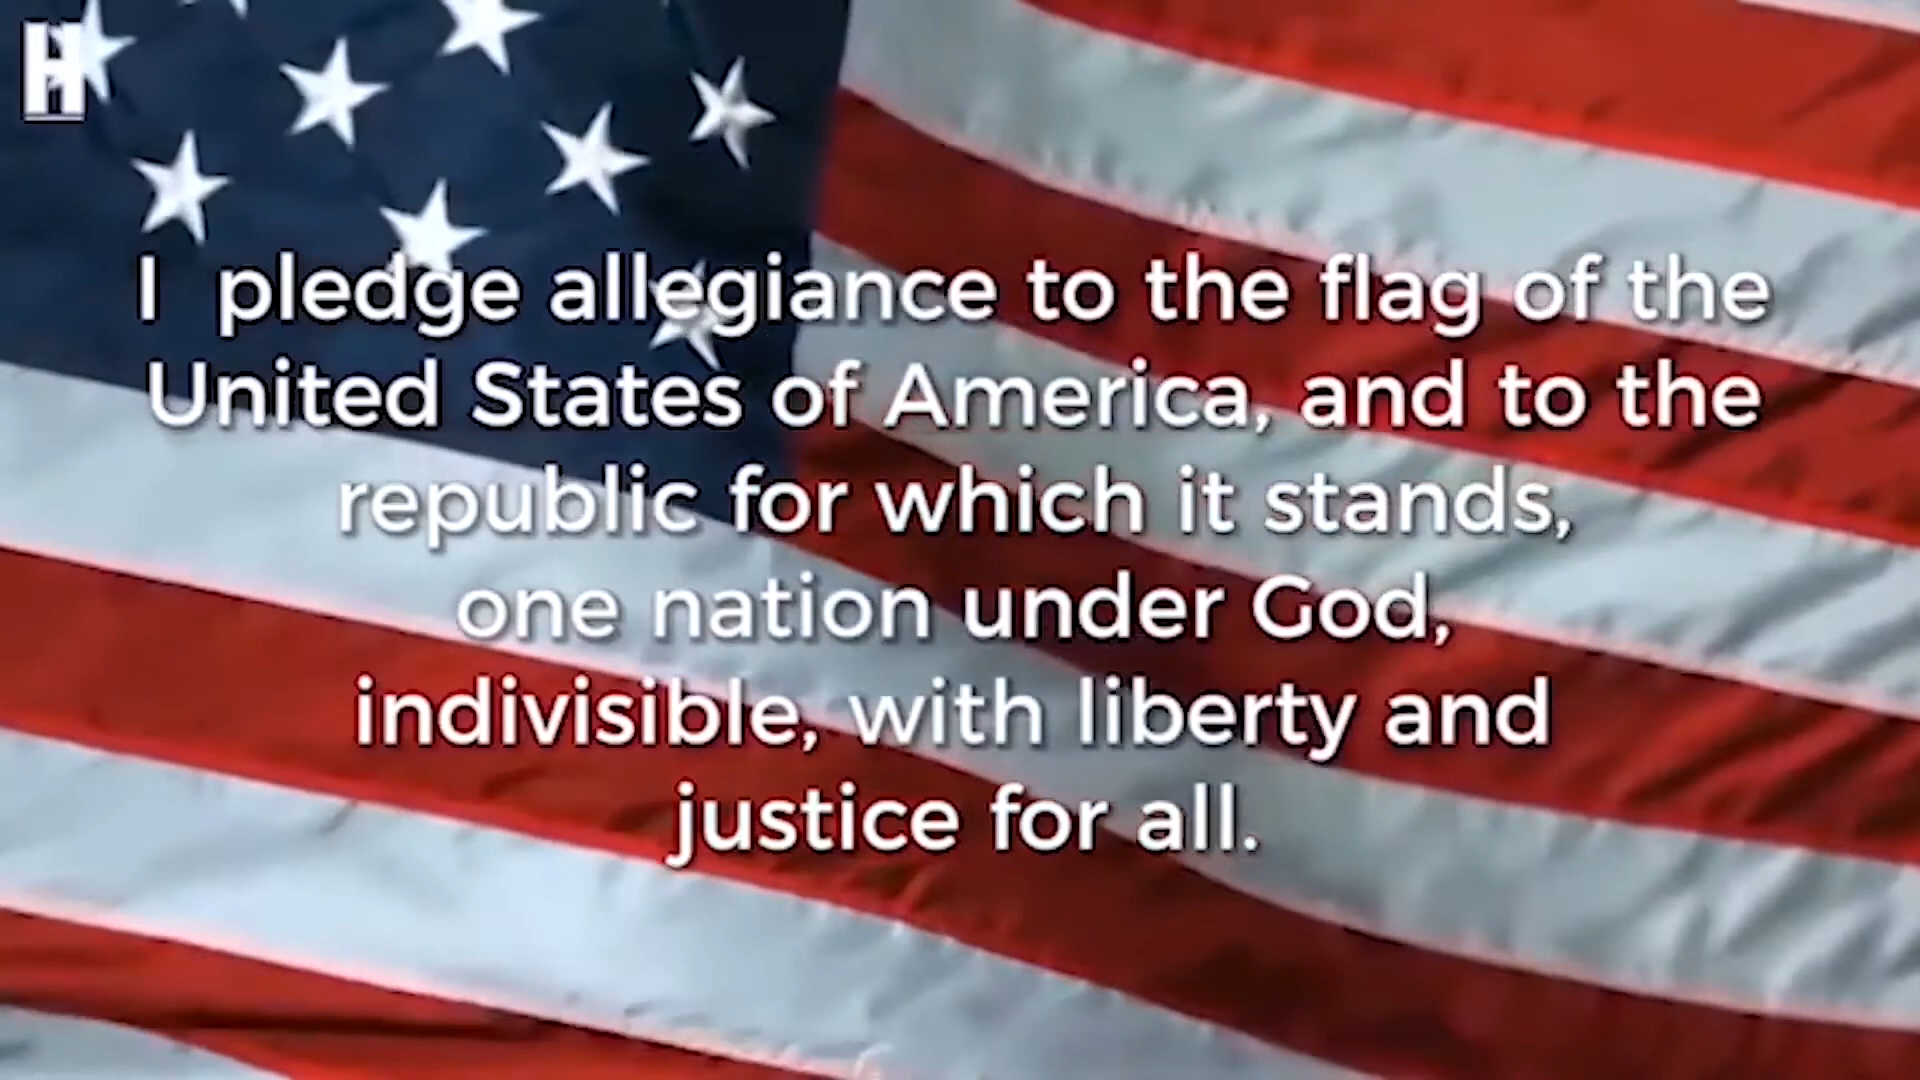 H
I pledge allegiance to the flag of the
United States of America, and to the
republic for which it stands,
one nation under God,
indivisible, with liberty and
justice for all.